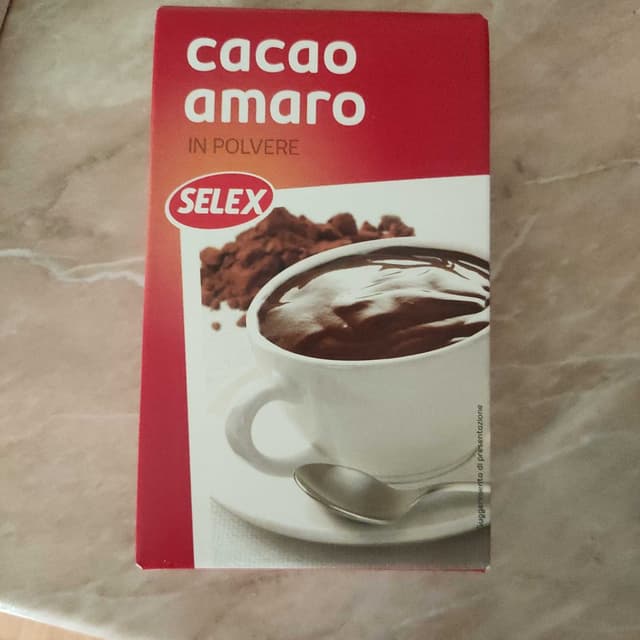 cacao
amaro
IN POLVERE
SELEX
suggerimento di presentazione